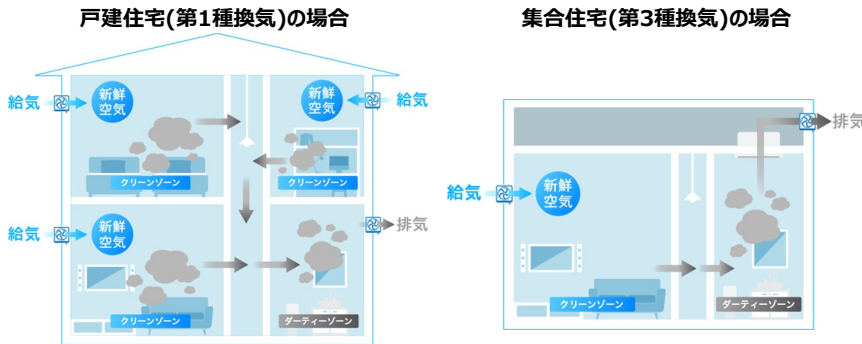 戸建住宅(第1種換気)の場合
給気
新鮮
空気
新鮮
空気
給気
クリーンゾーン
クリーンゾーン
給気
新鮮
空気
排気
クリーンゾーン
ダーティーゾーン
集合住宅(第3種換気)の場合
排気
給気
新鮮
空気
クリーンゾーン
ダーティーゾーン